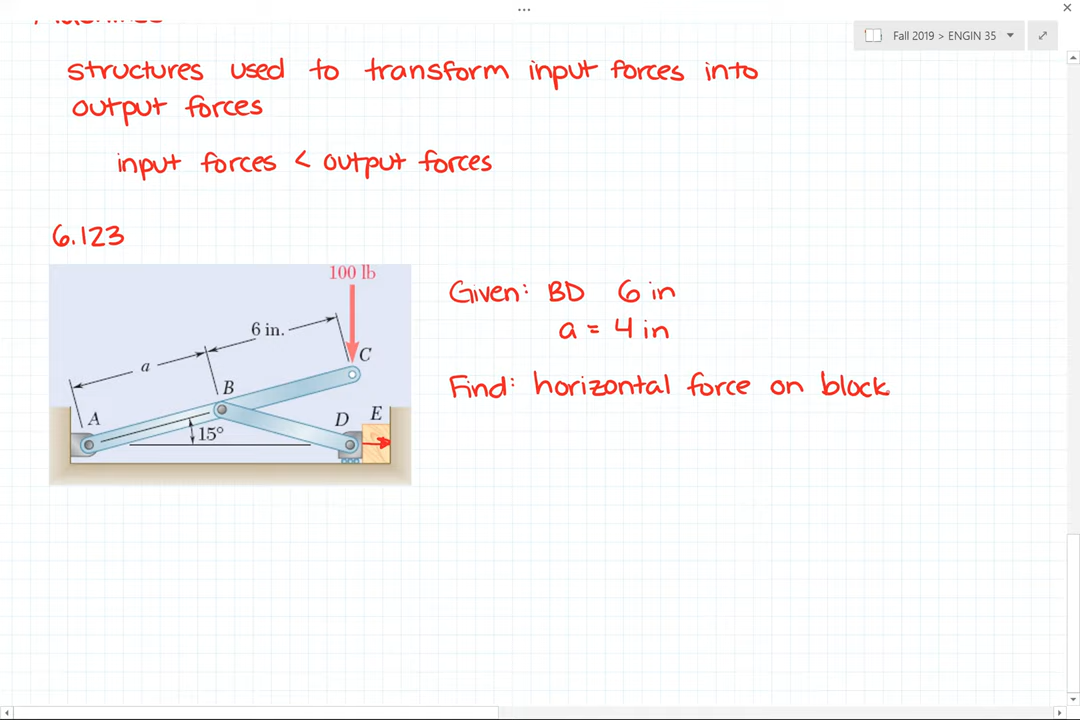 ...
Fall 2019 > ENGIN 35
structures used to transform input forces into
output forces
input forces < output forces
6.123
100 lb
6 in.
a
C
B
A
15°
D
E
Given: BD 6 in
a = 4 in
Find: horizontal force on block